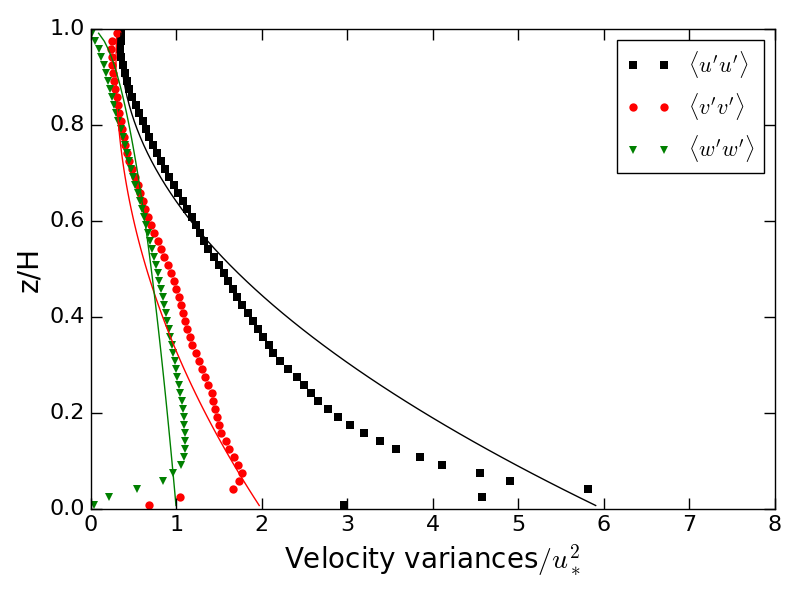 1.0
0.8
0.6
0.4
0.2
0.0
z/H
0 1 2 3 4 5 6 7 8
Velocity variances/u_*^2
⟨u′u′⟩
⟨v′v′⟩
⟨w′w′⟩